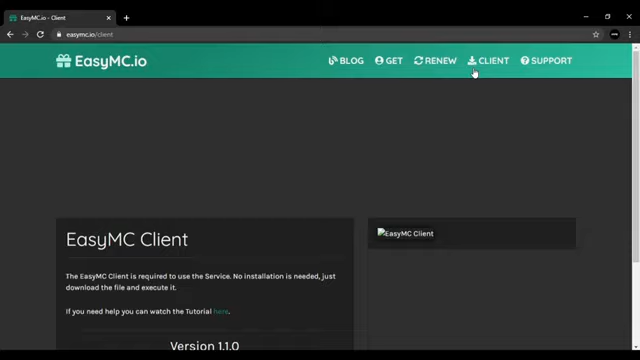 EasyMC.io - Client
easymc.io/client
EasyMC.io
BLOG GET RENEW CLIENT SUPPORT
EasyMC Client
EasyMC Client
The EasyMC Client is required to use the Service. No installation is needed, just
download the file and execute it.
If you need help you can watch the Tutorial here.
Version 1.1.0